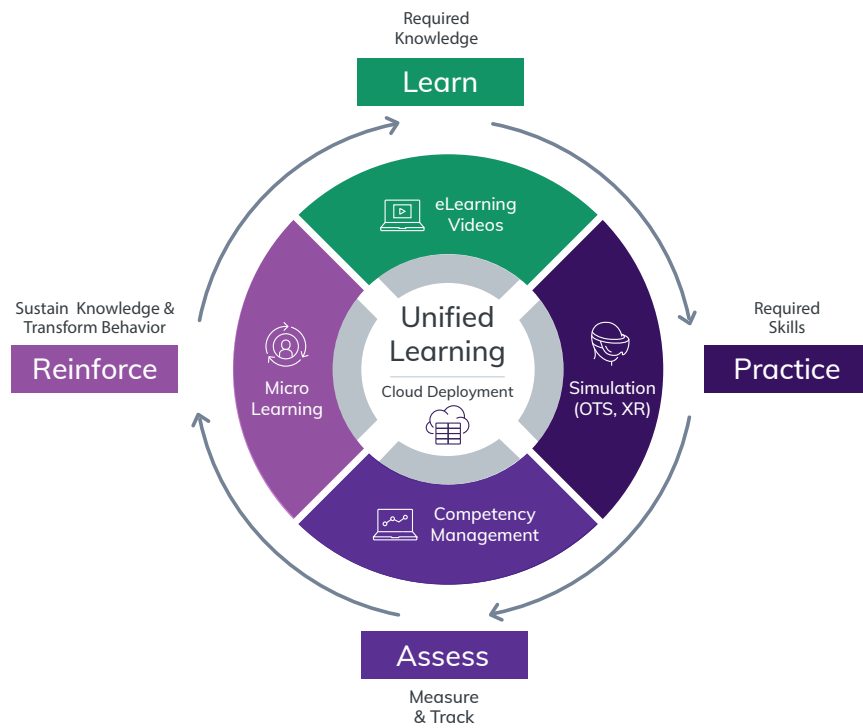 Required
Knowledge
Learn
eLearning
Videos
Sustain Knowledge &
Transform Behavior
Reinforce
Micro
Learning
Unified
Learning
Cloud Deployment
Simulation
(OTS, XR)
Required
Skills
Practice
Competency
Management
Assess
Measure
& Track